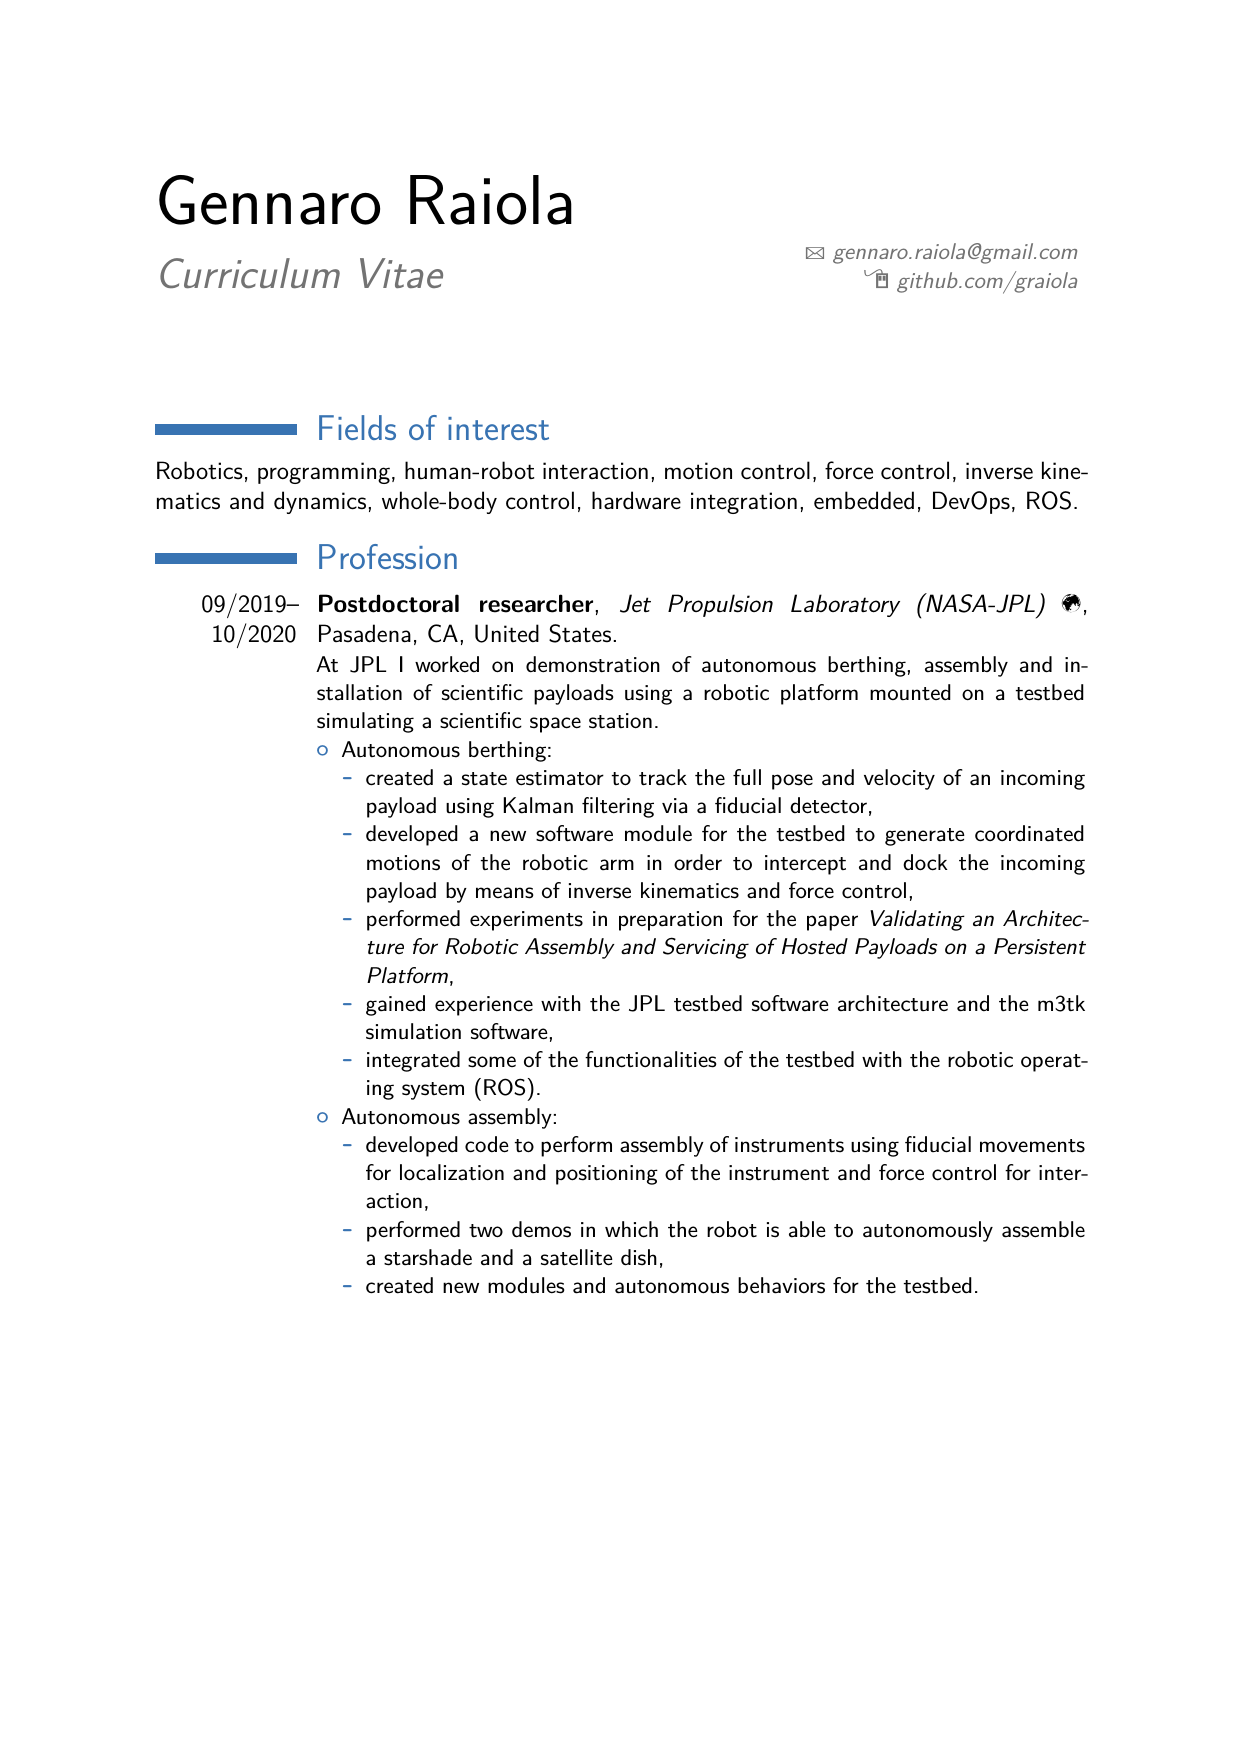 Gennaro Raiola
Curriculum Vitae
gennaro.raiola@gmail.com
github.com/graiola
Fields of interest
Robotics, programming, human-robot interaction, motion control, force control, inverse kine-
matics and dynamics, whole-body control, hardware integration, embedded, DevOps, ROS.
Profession
09/2019–
10/2020
Postdoctoral researcher, Jet Propulsion Laboratory (NASA-JPL) ,
Pasadena, CA, United States.
At JPL I worked on demonstration of autonomous berthing, assembly and in-
stallation of scientific payloads using a robotic platform mounted on a testbed
simulating a scientific space station.
Autonomous berthing:
– created a state estimator to track the full pose and velocity of an incoming
payload using Kalman filtering via a fiducial detector,
– developed a new software module for the testbed to generate coordinated
motions of the robotic arm in order to intercept and dock the incoming
payload by means of inverse kinematics and force control,
– performed experiments in preparation for the paper Validating an Architec-
ture for Robotic Assembly and Servicing of Hosted Payloads on a Persistent
Platform,
– gained experience with the JPL testbed software architecture and the m3tk
simulation software,
– integrated some of the functionalities of the testbed with the robotic operat-
ing system (ROS).
Autonomous assembly:
– developed code to perform assembly of instruments using fiducial movements
for localization and positioning of the instrument and force control for inter-
action,
– performed two demos in which the robot is able to autonomously assemble
a starshade and a satellite dish,
– created new modules and autonomous behaviors for the testbed.